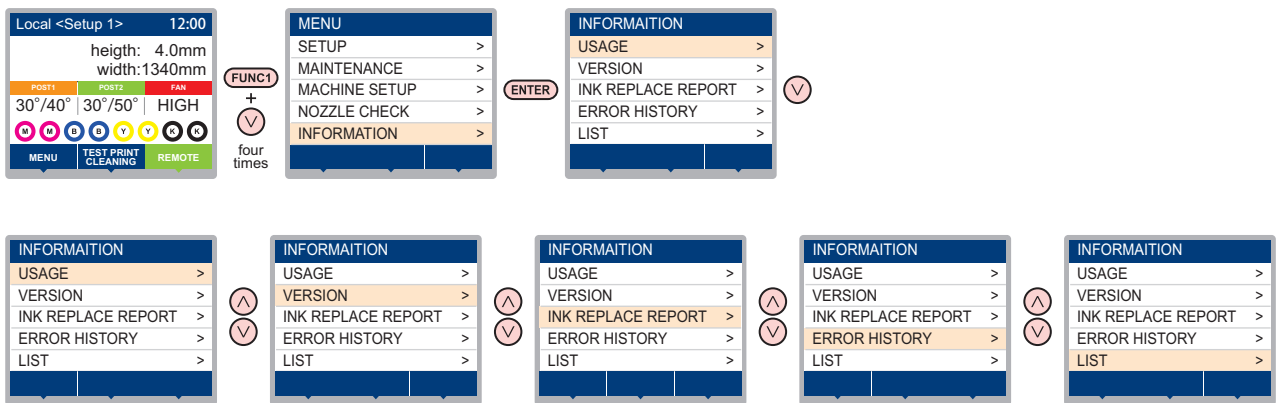 Local <Setup 1> 12:00
heigth: 4.0mm
width:1340mm
POST1 POST2 FAN
30°/40° 30°/50° HIGH
M M B B Y Y K K
MENU TEST PRINT CLEANING REMOTE
FUNC1
+
four
times
MENU
SETUP >
MAINTENANCE >
MACHINE SETUP >
NOZZLE CHECK >
INFORMATION >
ENTER
INFORMAITION
USAGE >
VERSION >
INK REPLACE REPORT >
ERROR HISTORY >
LIST >
INFORMAITION
USAGE >
VERSION >
INK REPLACE REPORT >
ERROR HISTORY >
LIST >
INFORMAITION
USAGE >
VERSION >
INK REPLACE REPORT >
ERROR HISTORY >
LIST >
INFORMAITION
USAGE >
VERSION >
INK REPLACE REPORT >
ERROR HISTORY >
LIST >
INFORMAITION
USAGE >
VERSION >
INK REPLACE REPORT >
ERROR HISTORY >
LIST >
INFORMAITION
USAGE >
VERSION >
INK REPLACE REPORT >
ERROR HISTORY >
LIST >